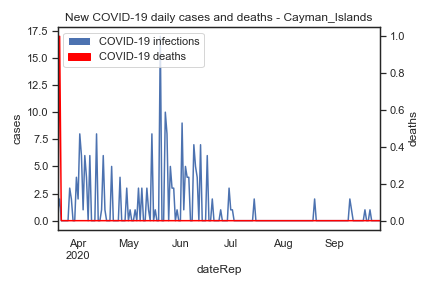 New COVID-19 daily cases and deaths - Cayman_Islands
COVID-19 infections
COVID-19 deaths
17.5
15.0
12.5
10.0
7.5
5.0
2.5
0.0
cases
1.0
0.8
0.6
0.4
0.2
0.0
deaths
Apr
2020
May
Jun
Jul
Aug
Sep
dateRep